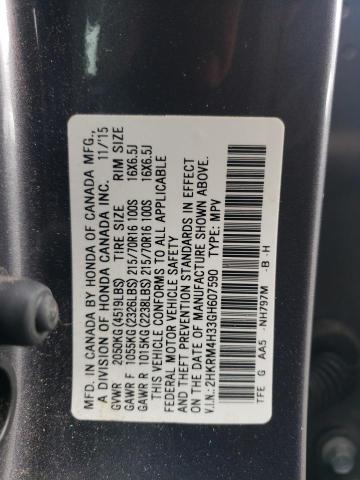 MFD. IN CANADA BY HONDA OF CANADA MFG.,
A DIVISION OF HONDA CANADA INC. 11/15
GVWR 2050KG(4519LBS) TIRE SIZE RIM SIZE
GAWR F 1055KG(2326LBS)215/70R16 100S 16X6.5J
GAWR R 1015KG(2238LBS)215/70R16 100S 16X6.5J
THIS VEHICLE CONFORMS TO ALL APPLICABLE
FEDERAL MOTOR VEHICLE SAFETY AND
THEFT PREVENTION STANDARDS IN EFFECT
ON THE DATE OF MANUFACTURE SHOWN ABOVE.
V.I.N.: 2HKRM4H33GH607590 TYPE: MPV
TFE G AA5 -NH797M -B -H